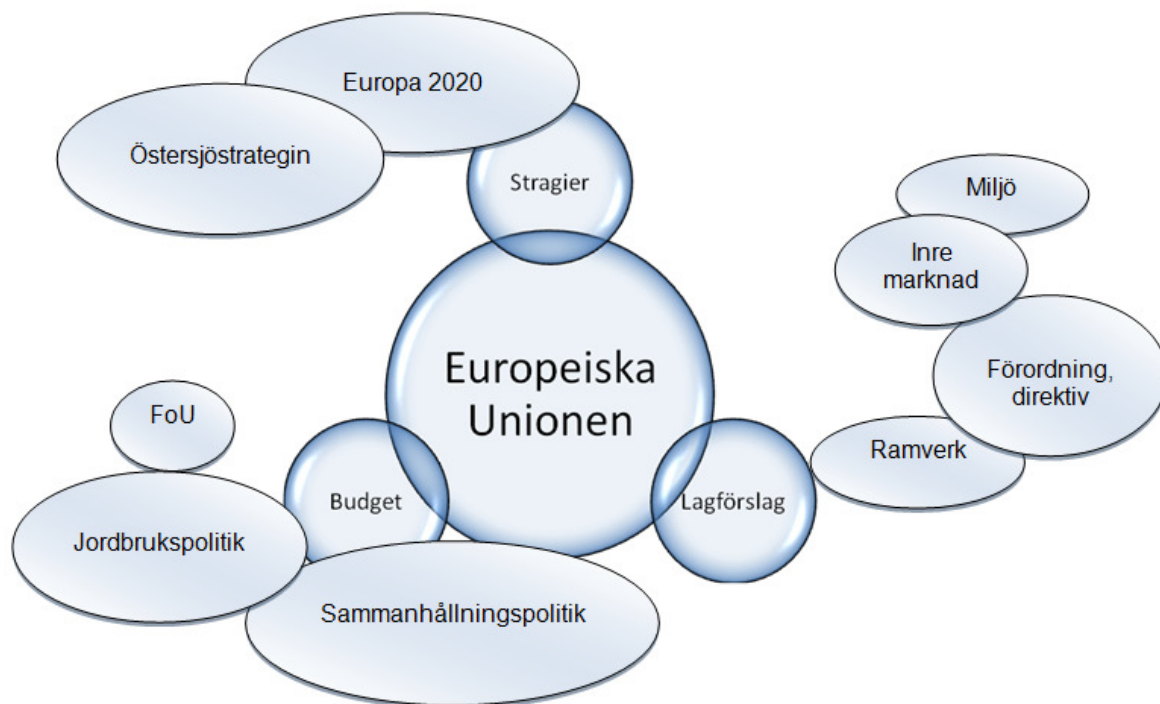 Europa 2020
Östersjöstrategin
Stragier
Miljö
Inre
marknad
Förordning,
direktiv
Ramverk
Europeiska
Unionen
FoU
Budget
Lagförslag
Jordbrukspolitik
Sammanhållningspolitik